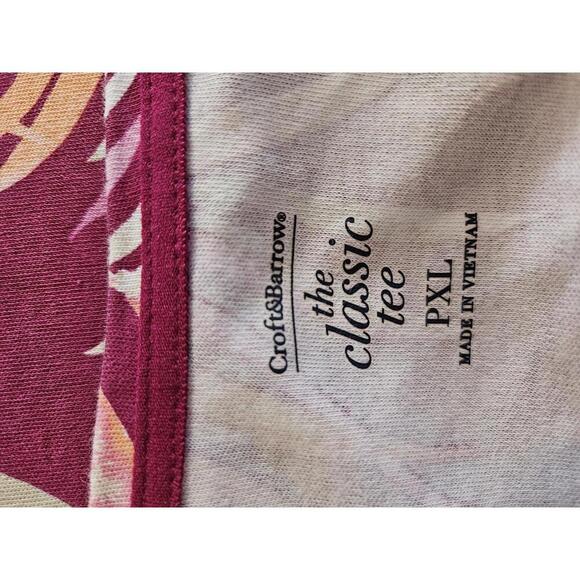 Croft&Barrow®
the
classic
tee
PXL
MADE IN VIETNAM